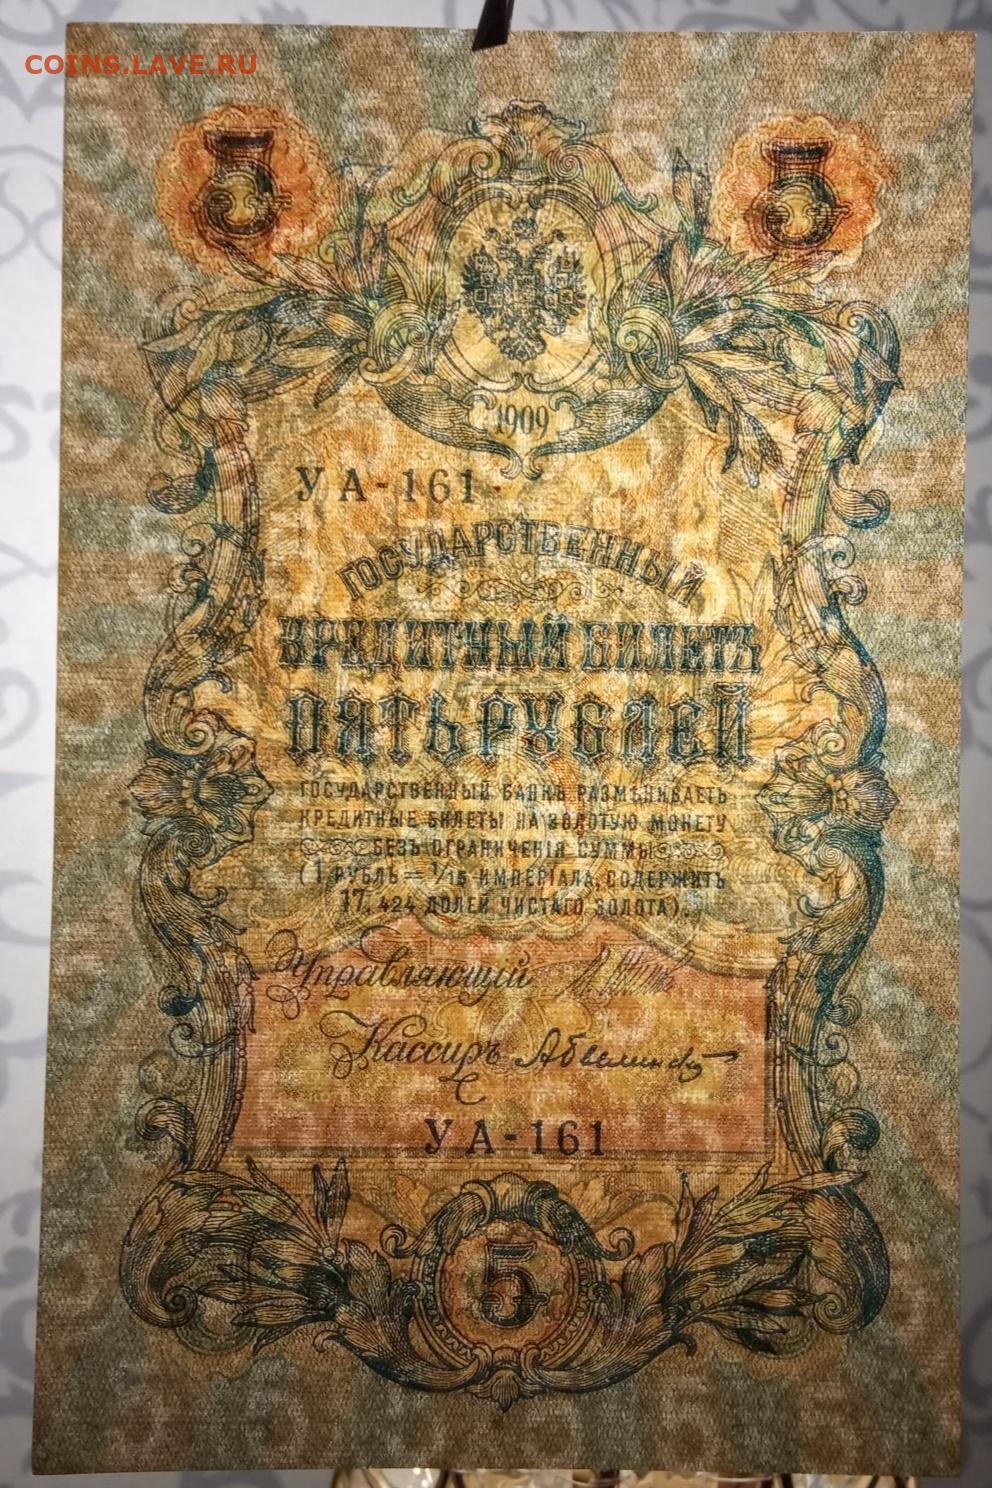 COINS.LAVE.RU
5 5
1909
УА-161
ГОСУДАРСТВЕННЫЙ
КРЕДИТНЫЙ БИЛЕТЪ
ПЯТЬ РУБЛЕЙ
ГОСУДАРСТВЕННЫЙ БАНКЪ РАЗМѢНИВАЕТЪ
КРЕДИТНЫЕ БИЛЕТЫ НА ЗОЛОТУЮ МОНЕТУ
БЕЗЪ ОГРАНИЧЕНІЯ СУММЫ
(1 РУБЛЬ = 1/15 ИМПЕРІАЛА, СОДЕРЖИТЪ
17,424 ДОЛЕЙ ЧИСТАГО ЗОЛОТА).
Управляющій
Кассиръ
УА-161
5